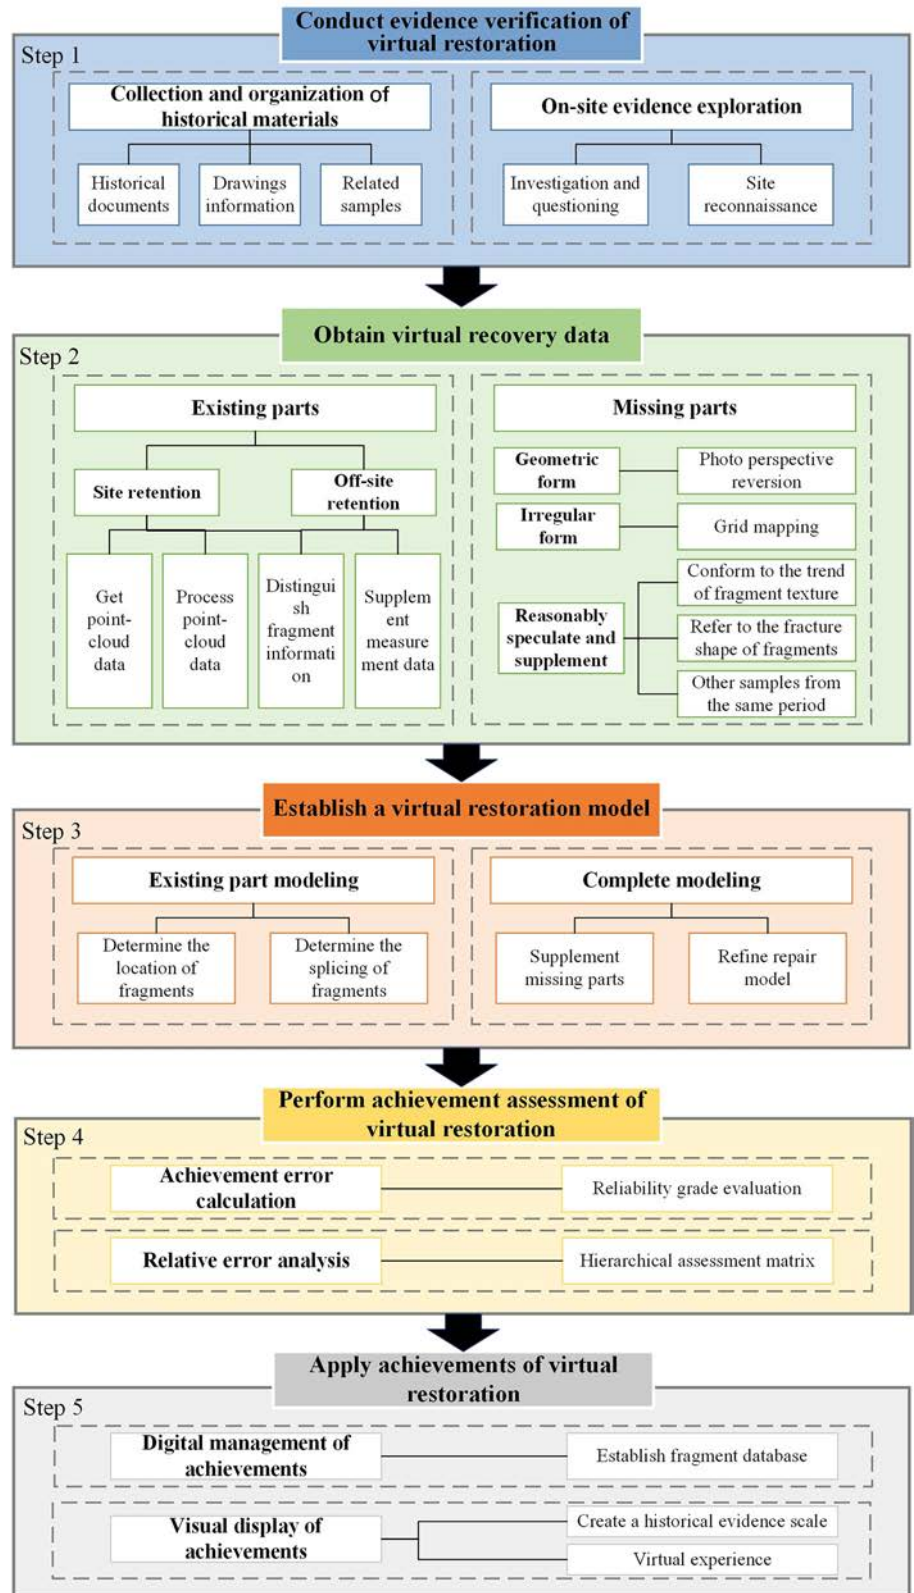 Conduct evidence verification of
virtual restoration
Step 1
Collection and organization of
historical materials
Historical
documents
Drawings
information
Related
samples
On-site evidence exploration
Investigation and
questioning
Site
reconnaissance
Obtain virtual recovery data
Step 2
Existing parts
Site retention
Off-site
retention
Get
point-
cloud
data
Process
point-
cloud
data
Distingui
sh
fragment
informati
on
Supplem
ent
measure
ment data
Missing parts
Geometric
form
Photo perspective
reversion
Irregular
form
Grid mapping
Reasonably
speculate and
supplement
Conform to the trend
of fragment texture
Refer to the fracture
shape of fragments
Other samples from
the same period
Establish a virtual restoration model
Step 3
Existing part modeling
Determine the
location of
fragments
Determine the
splicing of
fragments
Complete modeling
Supplement
missing parts
Refine repair
model
Perform achievement assessment of
virtual restoration
Step 4
Achievement error
calculation
Reliability grade evaluation
Relative error analysis
Hierarchical assessment matrix
Apply achievements of virtual
restoration
Step 5
Digital management of
achievements
Establish fragment database
Visual display of
achievements
Create a historical evidence scale
Virtual experience